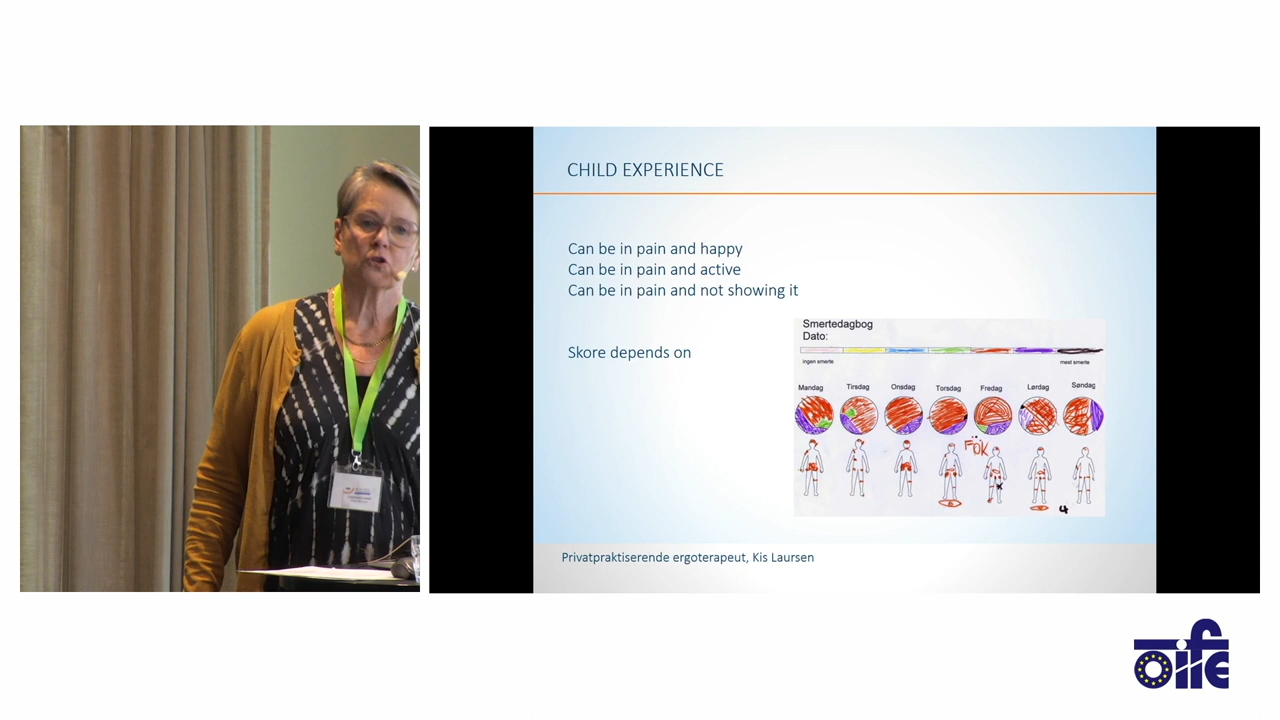 CHILD EXPERIENCE
Can be in pain and happy
Can be in pain and active
Can be in pain and not showing it
Skore depends on
Smertedagbog
Dato:
ingen smerte mest smerte
Mandag Tirsdag Onsdag Torsdag Fredag Lørdag Søndag
FÖK
4
Privatpraktiserende ergoterapeut, Kis Laursen
oife